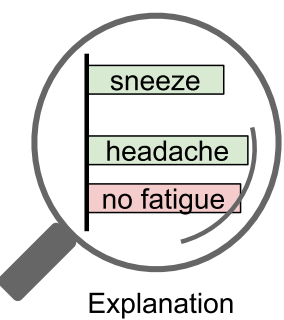 sneeze
headache
no fatigue
Explanation